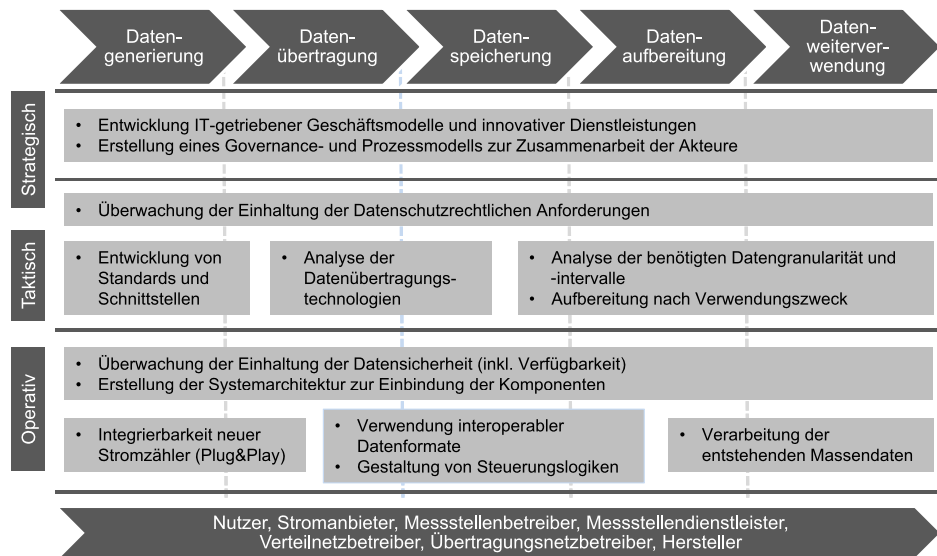 Daten-
generierung
Daten-
übertragung
Daten-
speicherung
Daten-
aufbereitung
Daten-
weiterver-
wendung
Strategisch
• Entwicklung IT-getriebener Geschäftsmodelle und innovativer Dienstleistungen
• Erstellung eines Governance- und Prozessmodells zur Zusammenarbeit der Akteure
Taktisch
• Überwachung der Einhaltung der Datenschutzrechtlichen Anforderungen
• Entwicklung von
Standards und
Schnittstellen
• Analyse der
Datenübertragungs-
technologien
• Analyse der benötigten Datengranularität und
-intervalle
• Aufbereitung nach Verwendungszweck
Operativ
• Überwachung der Einhaltung der Datensicherheit (inkl. Verfügbarkeit)
• Erstellung der Systemarchitektur zur Einbindung der Komponenten
• Integrierbarkeit neuer
Stromzähler (Plug&Play)
• Verwendung interoperabler
Datenformate
• Gestaltung von Steuerungslogiken
• Verarbeitung der
entstehenden Massendaten
Nutzer, Stromanbieter, Messstellenbetreiber, Messstellendienstleister,
Verteilnetzbetreiber, Übertragungsnetzbetreiber, Hersteller